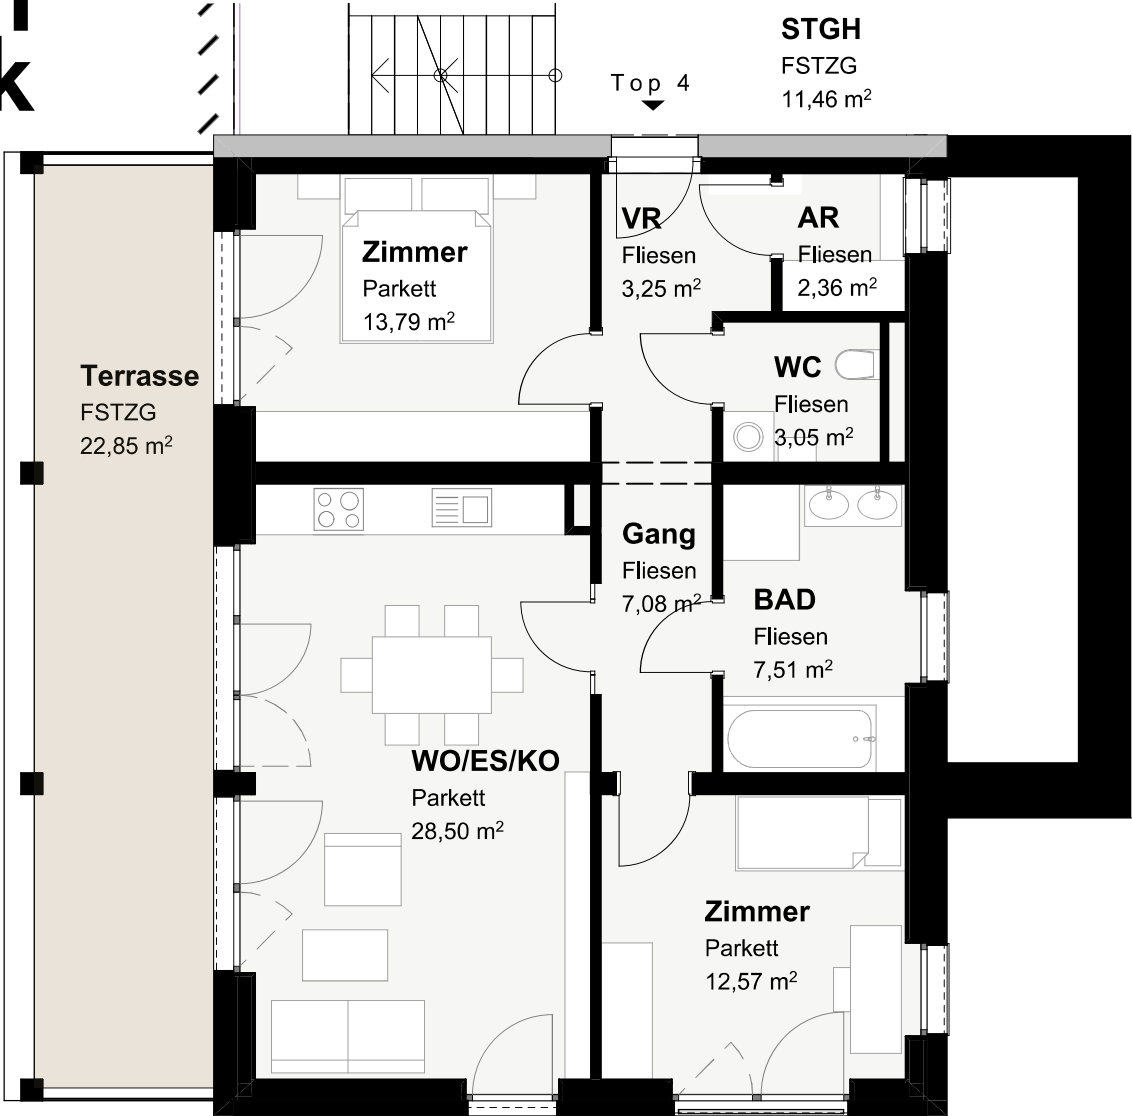 k
STGH
FSTZG
11,46 m²
Top 4
VR
Fliesen
3,25 m²
AR
Fliesen
2,36 m²
Zimmer
Parkett
13,79 m²
WC
Fliesen
3,05 m²
Terrasse
FSTZG
22,85 m²
Gang
Fliesen
7,08 m²
BAD
Fliesen
7,51 m²
WO/ES/KO
Parkett
28,50 m²
Zimmer
Parkett
12,57 m²